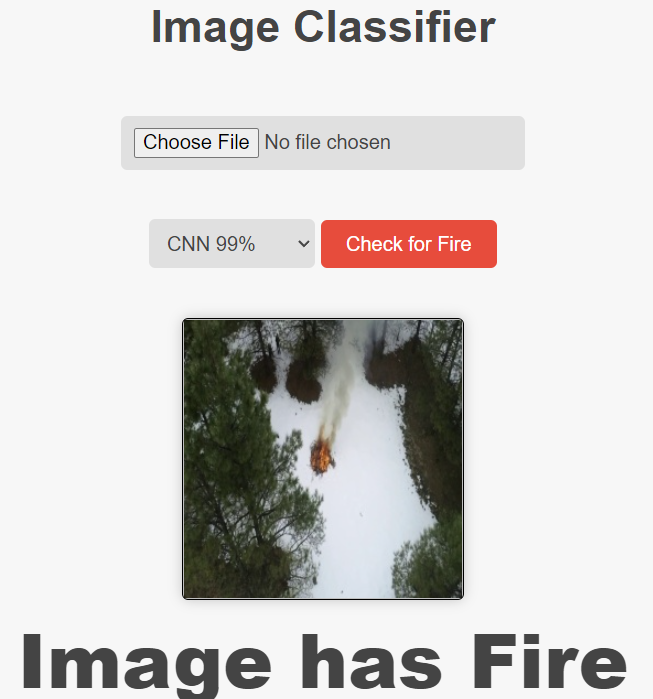 Image Classifier
Choose File No file chosen
CNN 99% Check for Fire
Image has Fire